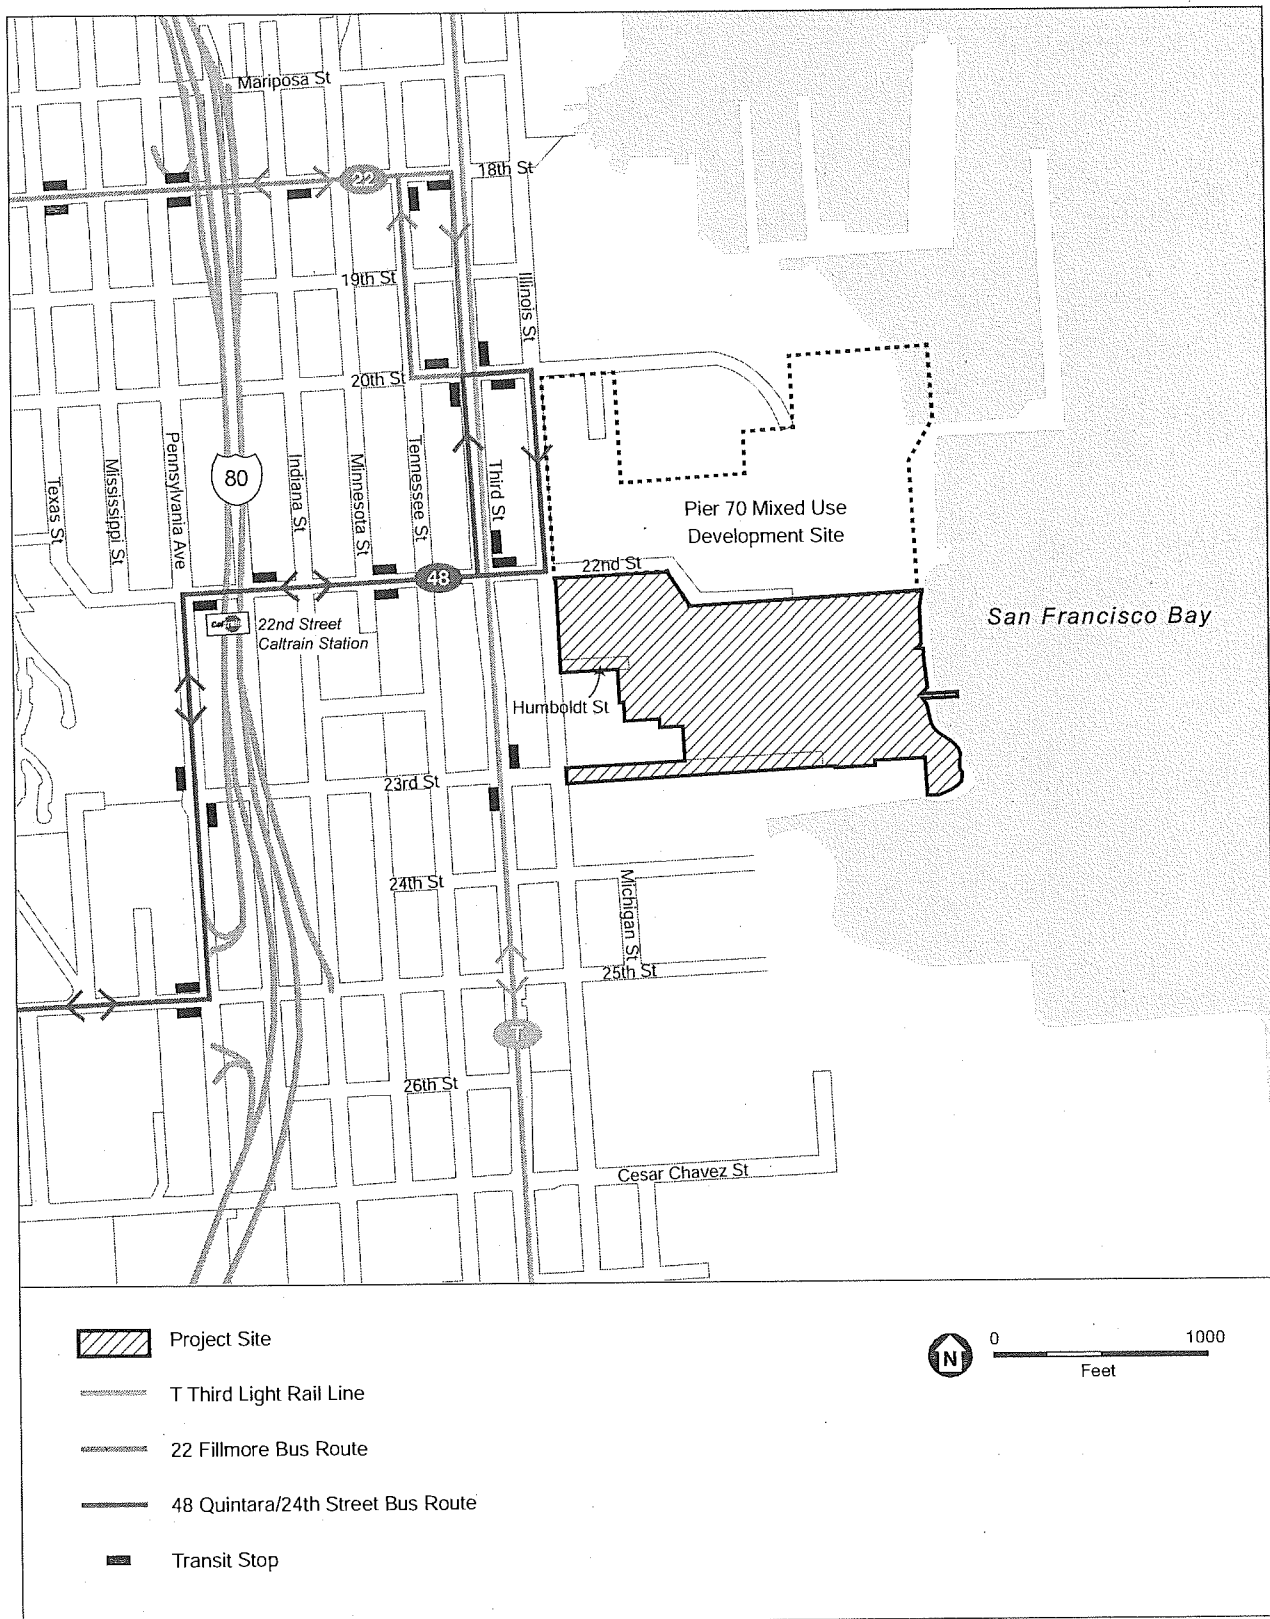 Mariposa St
22
18th St
19th St
Illinois St
20th St
Texas St
Mississippi St
Pennsylvania Ave
80
Indiana St
Minnesota St
Tennessee St
Third St
Pier 70 Mixed Use
Development Site
22nd St
48
San Francisco Bay
22nd Street
Caltrain Station
Humboldt St
23rd St
24th St
Michigan St
25th St
T
26th St
Cesar Chavez St
Project Site
T Third Light Rail Line
22 Fillmore Bus Route
48 Quintara/24th Street Bus Route
Transit Stop
N
0
1000
Feet